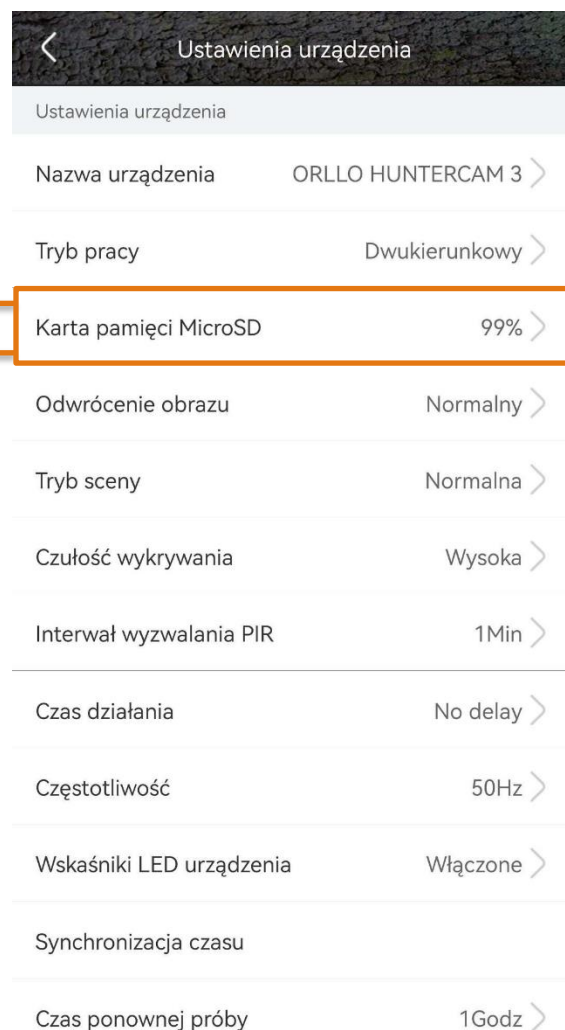 Ustawienia urządzenia
Ustawienia urządzenia
Nazwa urządzenia ORLLO HUNTERCAM 3
Tryb pracy Dwukierunkowy
Karta pamięci MicroSD 99%
Odwrócenie obrazu Normalny
Tryb sceny Normalna
Czułość wykrywania Wysoka
Interwał wyzwalania PIR 1Min
Czas działania No delay
Częstotliwość 50Hz
Wskaśniki LED urządzenia Włączone
Synchronizacja czasu
Czas ponownej próby 1Godz